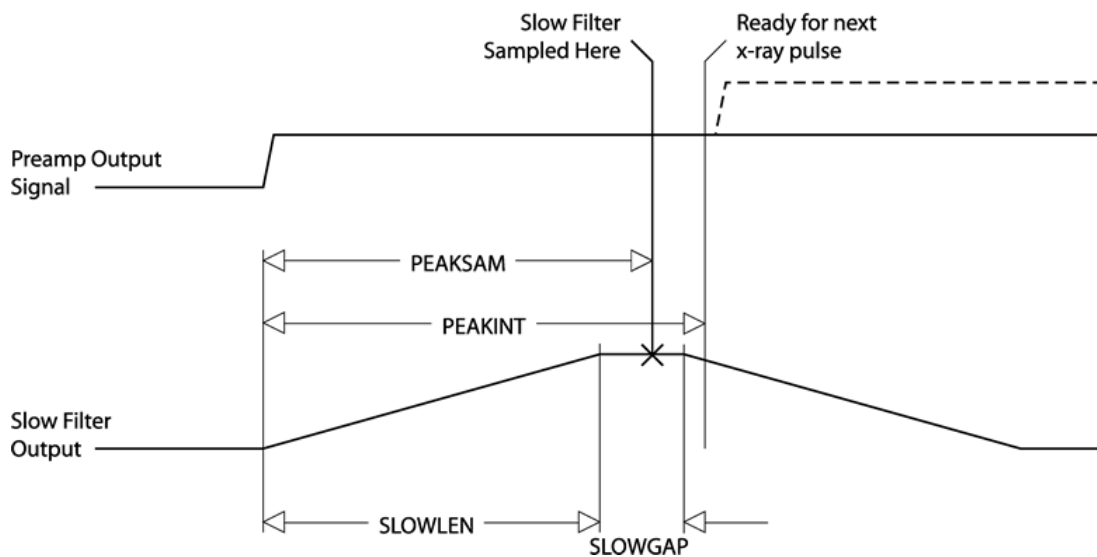 Slow Filter
Sampled Here
Ready for next
x-ray pulse
Preamp Output
Signal
PEAKSAM
PEAKINT
Slow Filter
Output
SLOWLEN
SLOWGAP